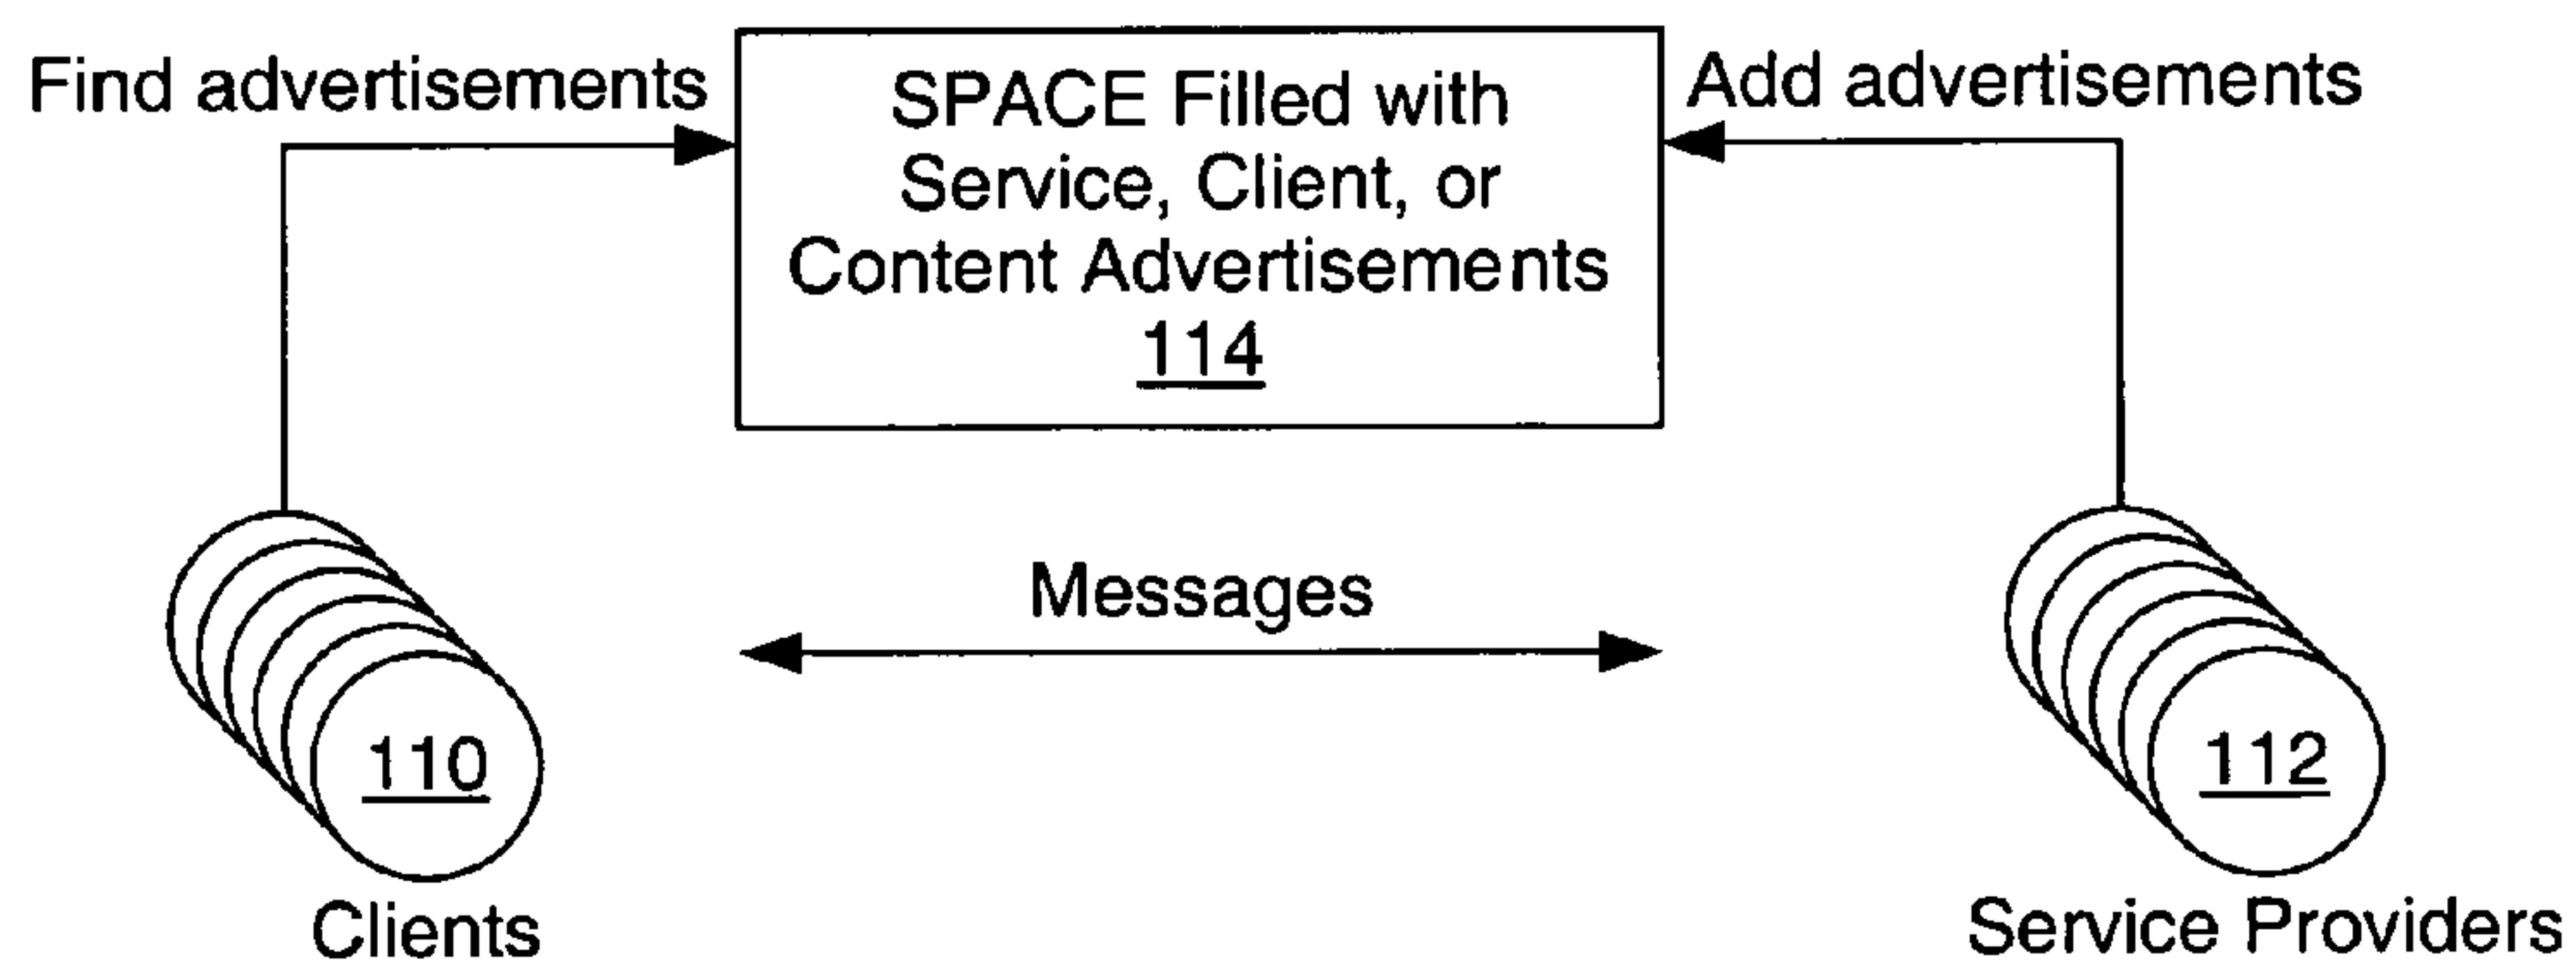 Find advertisements
SPACE Filled with
Service, Client, or
Content Advertisements
114
Add advertisements
Messages
110
Clients
112
Service Providers